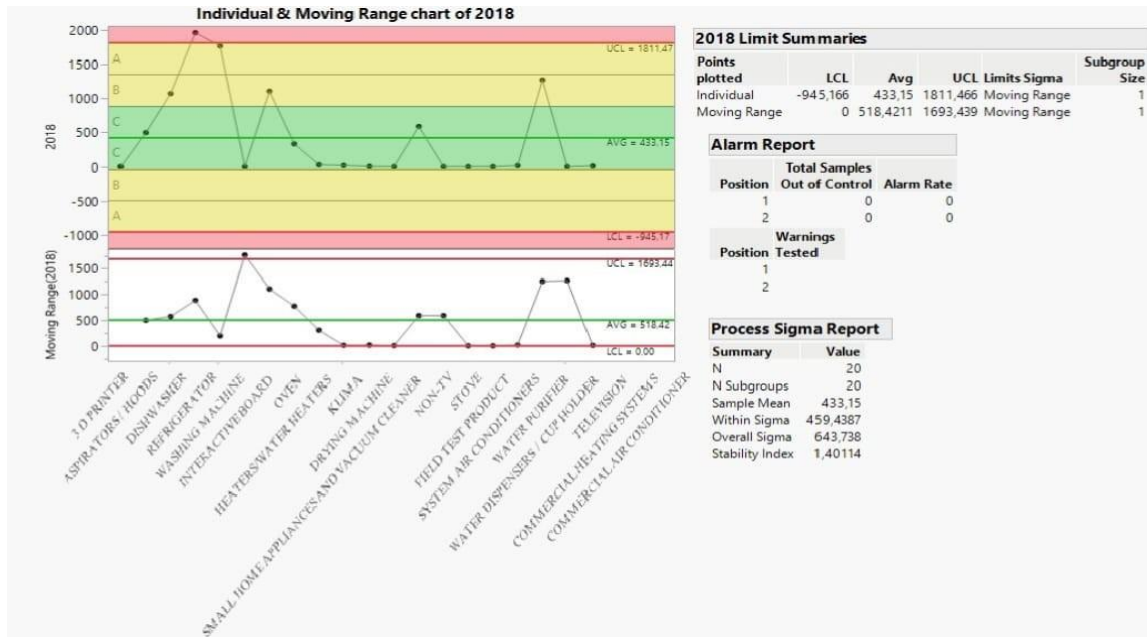 Individual & Moving Range chart of 2018
2018
2000
1500
1000
500
0
-500
-1000
A
B
C
C
B
A
UCL = 1811,47
AVG = 433,15
LCL = -945,17
Moving Range(2018)
1500
1000
500
0
UCL = 1693,44
AVG = 518,42
LCL = 0,00
3 D PRINTER
ASPIRATORS / HOODS
DISHWASHER
REFRIGERATOR
WASHING MACHINE
INTERACTIVE BOARD
OVEN
HEATERS/WATER HEATERS
KLIMA
DRYING MACHINE
SMALL HOME APPLIANCES AND VACUUM CLEANER
NON-TV
STOVE
FIELD TEST PRODUCT
SYSTEM AIR CONDITIONERS
WATER PURIFIER
WATER DISPENSERS / CUP HOLDER
TELEVISION
COMMERCIAL HEATING SYSTEMS
COMMERCIAL AIR CONDITIONER
2018 Limit Summaries
Points plotted LCL Avg UCL Limits Sigma Subgroup Size
Individual -945,166 433,15 1811,466 Moving Range 1
Moving Range 0 518,4211 1693,439 Moving Range 1
Alarm Report
Position Total Samples Out of Control Alarm Rate
1 0 0
2 0 0
Position Warnings Tested
1
2
Process Sigma Report
Summary Value
N 20
N Subgroups 20
Sample Mean 433,15
Within Sigma 459,4387
Overall Sigma 643,738
Stability Index 1,40114